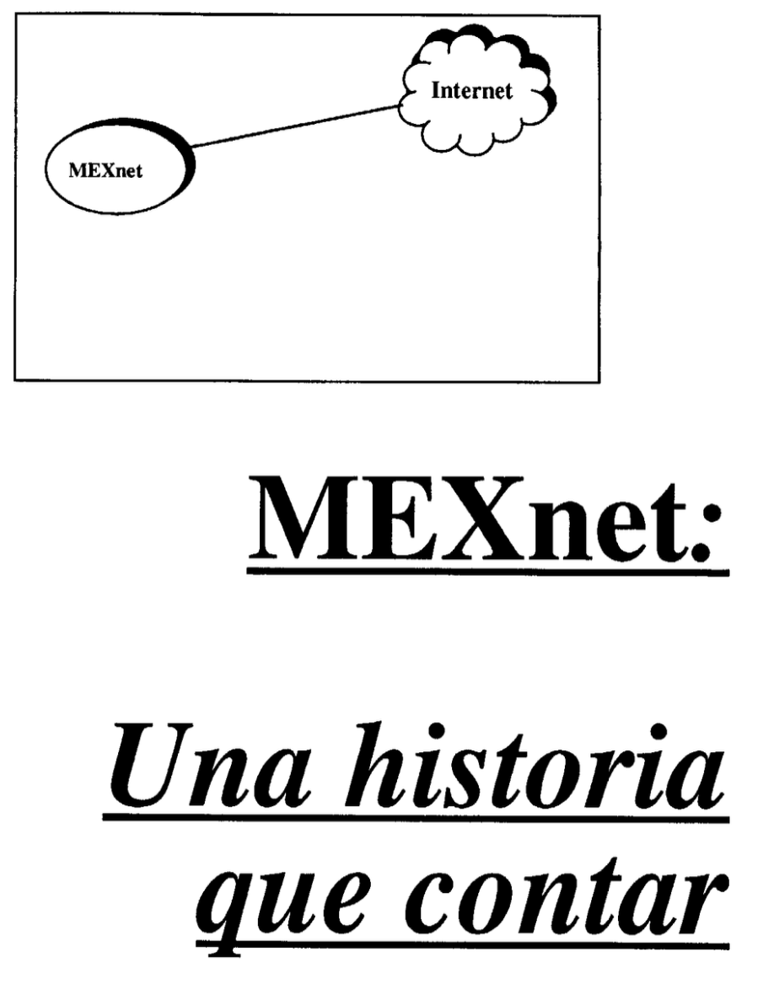 Internet
MEXnet
MEXnet:
Una historia
que contar